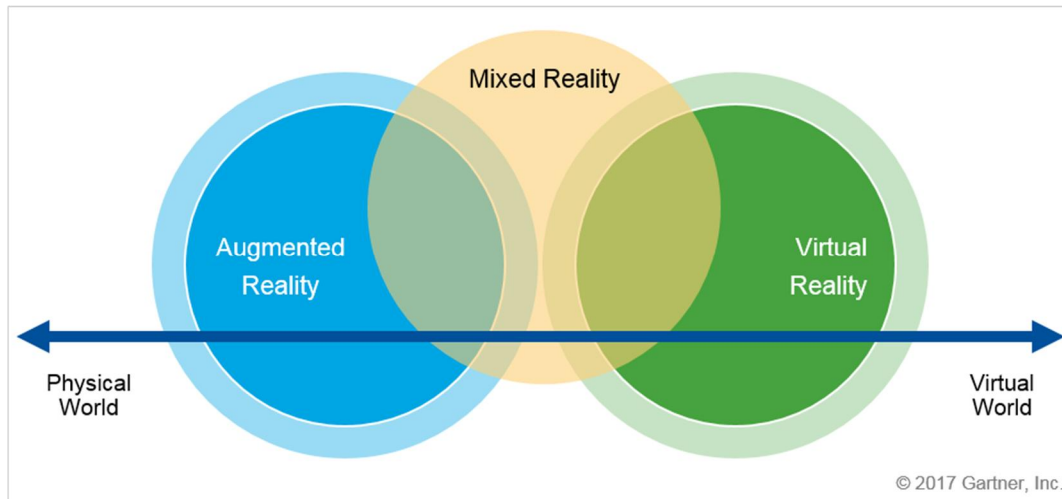 Mixed Reality
Augmented
Reality
Virtual
Reality
Physical
World
Virtual
World
© 2017 Gartner, Inc.